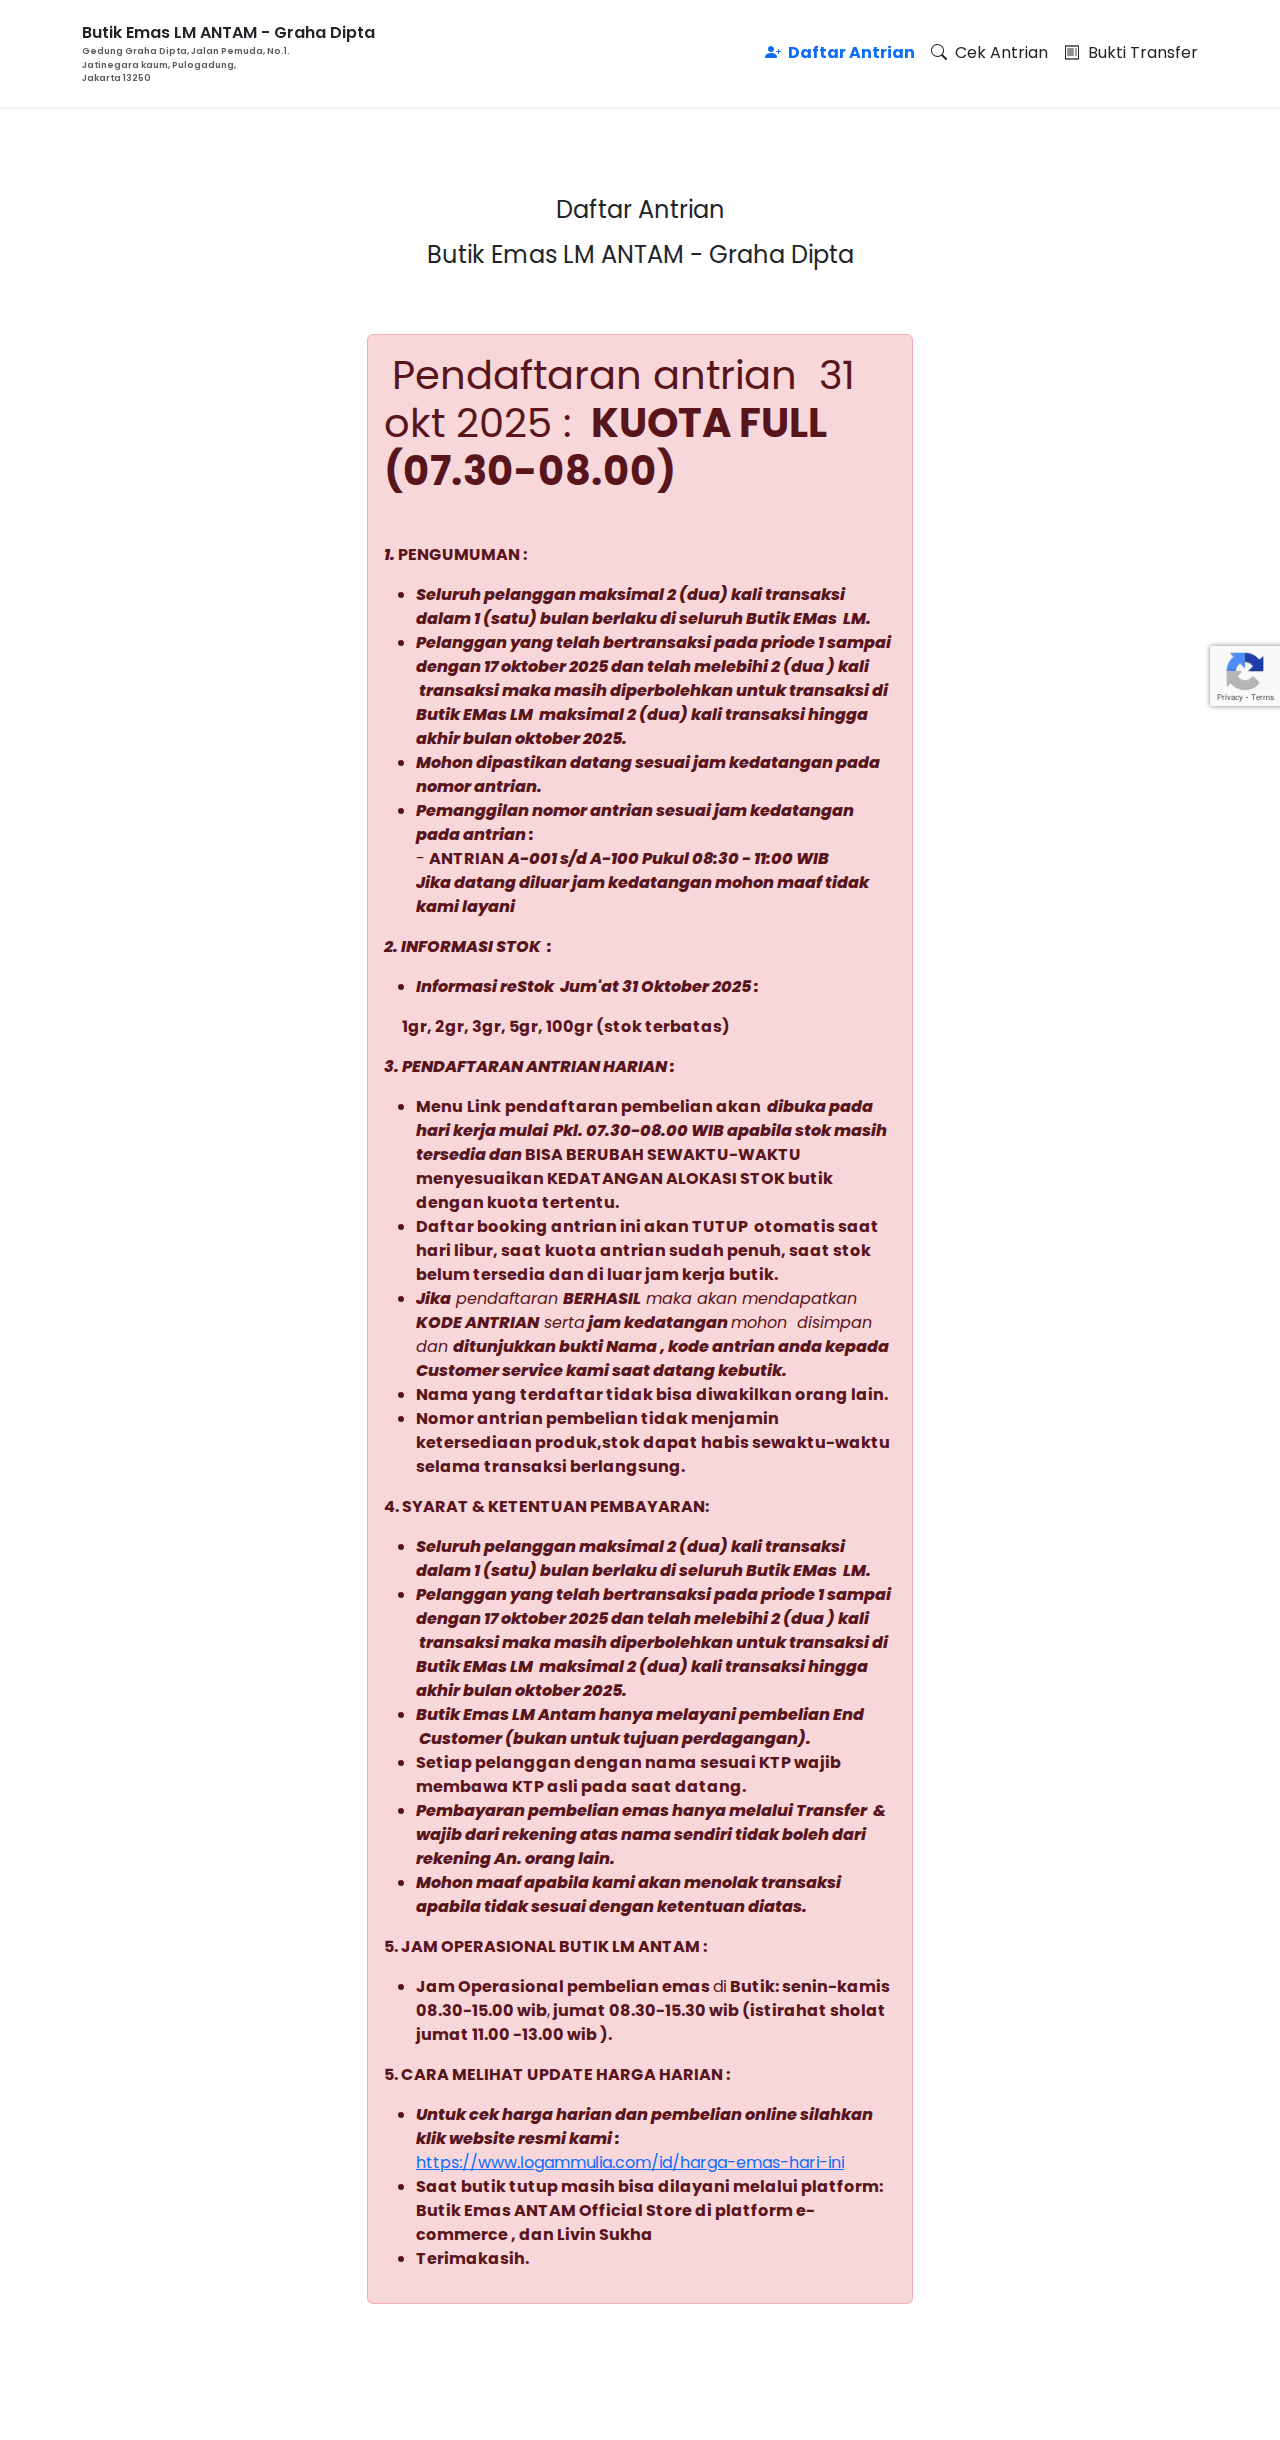 Butik Emas LM ANTAM - Graha Dipta
Gedung Graha Dipta, Jalan Pemuda, No.1.
Jatinegara kaum, Pulogadung,
Jakarta 13250
Daftar Antrian
Cek Antrian
Bukti Transfer
Daftar Antrian
Butik Emas LM ANTAM - Graha Dipta
Pendaftaran antrian 31
okt 2025 : KUOTA FULL
(07.30-08.00)
1. PENGUMUMAN :
• Seluruh pelanggan maksimal 2 (dua) kali transaksi
dalam 1 (satu) bulan berlaku di seluruh Butik EMas LM.
• Pelanggan yang telah bertransaksi pada priode 1 sampai
dengan 17 oktober 2025 dan telah melebihi 2 (dua ) kali
transaksi maka masih diperbolehkan untuk transaksi di
Butik EMas LM maksimal 2 (dua) kali transaksi hingga
akhir bulan oktober 2025.
• Mohon dipastikan datang sesuai jam kedatangan pada
nomor antrian.
• Pemanggilan nomor antrian sesuai jam kedatangan
pada antrian :
- ANTRIAN A-001 s/d A-100 Pukul 08:30 - 11:00 WIB
Jika datang diluar jam kedatangan mohon maaf tidak
kami layani
2. INFORMASI STOK :
• Informasi reStok Jum'at 31 Oktober 2025 :
1gr, 2gr, 3gr, 5gr, 100gr (stok terbatas)
3. PENDAFTARAN ANTRIAN HARIAN :
• Menu Link pendaftaran pembelian akan dibuka pada
hari kerja mulai Pkl. 07.30-08.00 WIB apabila stok masih
tersedia dan BISA BERUBAH SEWAKTU-WAKTU
menyesuaikan KEDATANGAN ALOKASI STOK butik
dengan kuota tertentu.
• Daftar booking antrian ini akan TUTUP otomatis saat
hari libur, saat kuota antrian sudah penuh, saat stok
belum tersedia dan di luar jam kerja butik.
• Jika pendaftaran BERHASIL maka akan mendapatkan
KODE ANTRIAN serta jam kedatangan mohon disimpan
dan ditunjukkan bukti Nama , kode antrian anda kepada
Customer service kami saat datang kebutik.
• Nama yang terdaftar tidak bisa diwakilkan orang lain.
• Nomor antrian pembelian tidak menjamin
ketersediaan produk,stok dapat habis sewaktu-waktu
selama transaksi berlangsung.
4. SYARAT & KETENTUAN PEMBAYARAN:
• Seluruh pelanggan maksimal 2 (dua) kali transaksi
dalam 1 (satu) bulan berlaku di seluruh Butik EMas LM.
• Pelanggan yang telah bertransaksi pada priode 1 sampai
dengan 17 oktober 2025 dan telah melebihi 2 (dua ) kali
transaksi maka masih diperbolehkan untuk transaksi di
Butik EMas LM maksimal 2 (dua) kali transaksi hingga
akhir bulan oktober 2025.
• Butik Emas LM Antam hanya melayani pembelian End
Customer (bukan untuk tujuan perdagangan).
• Setiap pelanggan dengan nama sesuai KTP wajib
membawa KTP asli pada saat datang.
• Pembayaran pembelian emas hanya melalui Transfer &
wajib dari rekening atas nama sendiri tidak boleh dari
rekening An. orang lain.
• Mohon maaf apabila kami akan menolak transaksi
apabila tidak sesuai dengan ketentuan diatas.
5. JAM OPERASIONAL BUTIK LM ANTAM :
• Jam Operasional pembelian emas di Butik: senin-kamis
08.30-15.00 wib, jumat 08.30-15.30 wib (istirahat sholat
jumat 11.00 -13.00 wib ).
5. CARA MELIHAT UPDATE HARGA HARIAN :
• Untuk cek harga harian dan pembelian online silahkan
klik website resmi kami :
https://www.logammulia.com/id/harga-emas-hari-ini
• Saat butik tutup masih bisa dilayani melalui platform:
Butik Emas ANTAM Official Store di platform e-
commerce , dan Livin Sukha
• Terimakasih.
Privacy - Terms